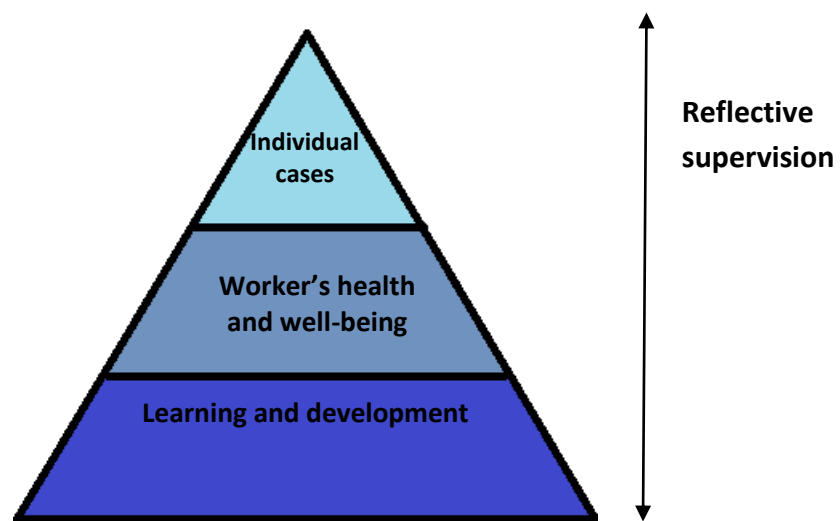 Individual
cases
Worker’s health
and well-being
Learning and development
Reflective
supervision